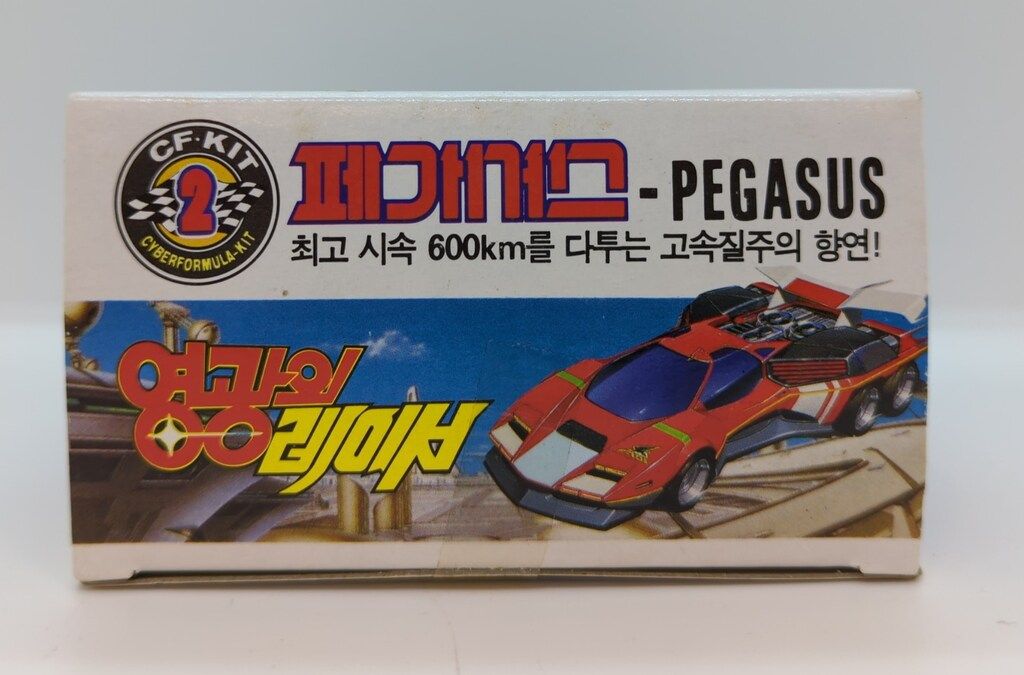 CF·KIT
2
CYBERFORMULA-KIT
페가서스 - PEGASUS
최고 시속 600km를 다투는 고속질주의 향연!
영광의
레이서